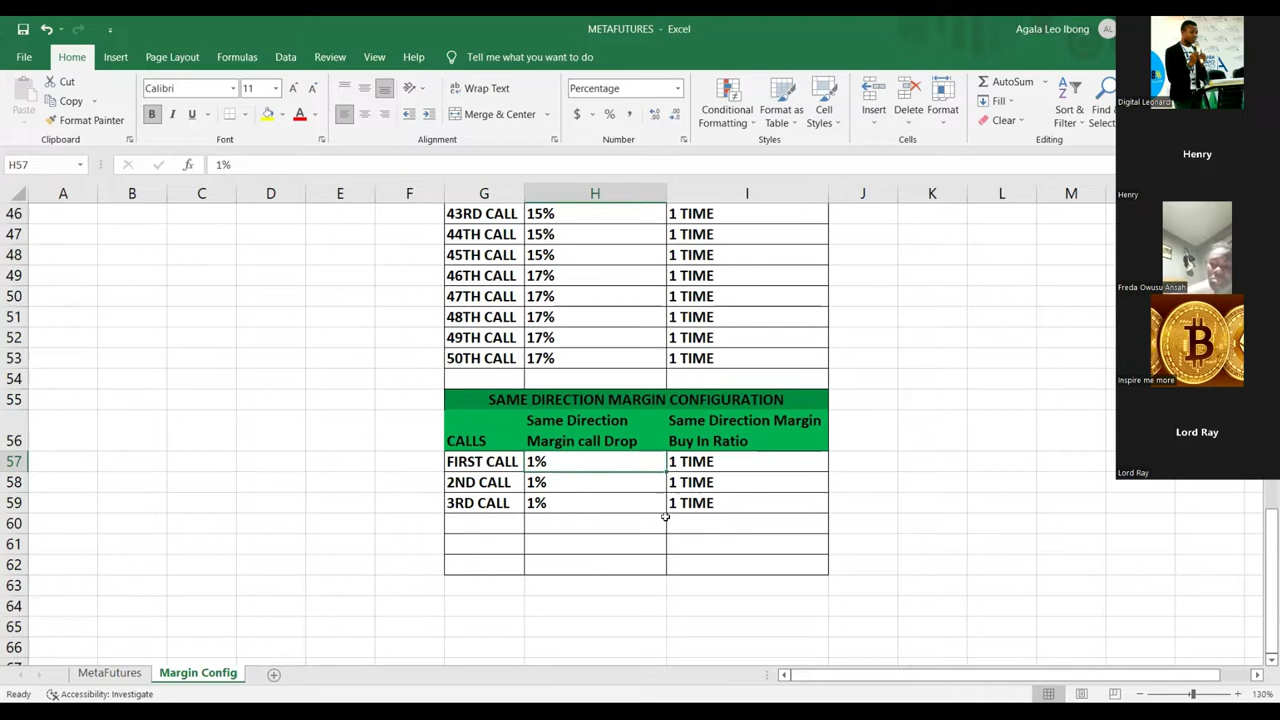 METAFUTURES - Excel
Agala Leo Ibong
AL
File Home Insert Page Layout Formulas Data Review View Help Tell me what you want to do
Paste
Cut
Copy
Format Painter
Clipboard
Calibri 11
B I U
Font
Wrap Text
Merge & Center
Alignment
Percentage
Number
Conditional Formatting
Format as Table
Cell Styles
Styles
Insert Delete Format
Cells
AutoSum
Fill
Clear
Sort & Filter
Find &
Select
Editing
H57 fx 1%
A B C D E F G H I J K L M
46 43RD CALL 15% 1 TIME
47 44TH CALL 15% 1 TIME
48 45TH CALL 15% 1 TIME
49 46TH CALL 17% 1 TIME
50 47TH CALL 17% 1 TIME
51 48TH CALL 17% 1 TIME
52 49TH CALL 17% 1 TIME
53 50TH CALL 17% 1 TIME
54
55 SAME DIRECTION MARGIN CONFIGURATION
Same Direction Same Direction Margin
56 CALLS Margin call Drop Buy In Ratio
57 FIRST CALL 1% 1 TIME
58 2ND CALL 1% 1 TIME
59 3RD CALL 1% 1 TIME
60
61
62
63
64
65
66
MetaFutures Margin Config
Ready Accessibility: Investigate 130%
Digital Leonard
Henry
Henry
Freda Owusu Ansah
Inspire me more
Lord Ray
Lord Ray